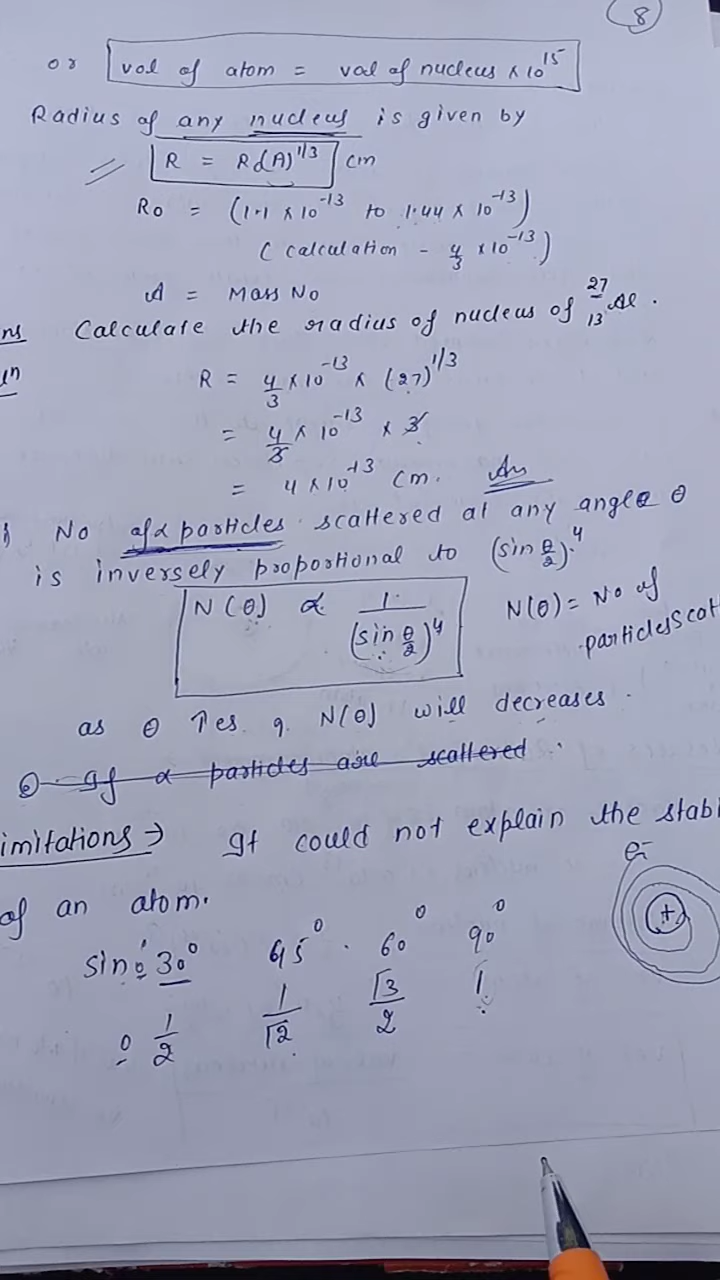 8
or vol of atom = vol of nucleus x 10^15
Radius of any nucleus is given by
R = R₀(A)^1/3 cm
R₀ = (1.1 x 10^-13 to 1.44 x 10^-13)
( calculation - 4/3 x 10^-13)
A = Mass No
ns Calculate the radius of nucleus of 27/13 Al.
R = 4/3 x 10^-13 x (27)^1/3
= 4/3 x 10^-13 x 3
= 4 x 10^-13 cm. Ans
No of α particles scattered at any angle θ
is inversely proportional to (sin θ/2)^4.
N(θ) ∝ 1/(sin θ/2)^4 N(θ) = No of
particles scat
as θ ↑es, N(θ) will decreases.
If α particles are scattered.
imitations → It could not explain the stabi
of an atom.
e-
+
sin 0° 30° 45° 60° 90°
0 1/2 1/√2 √3/2 1